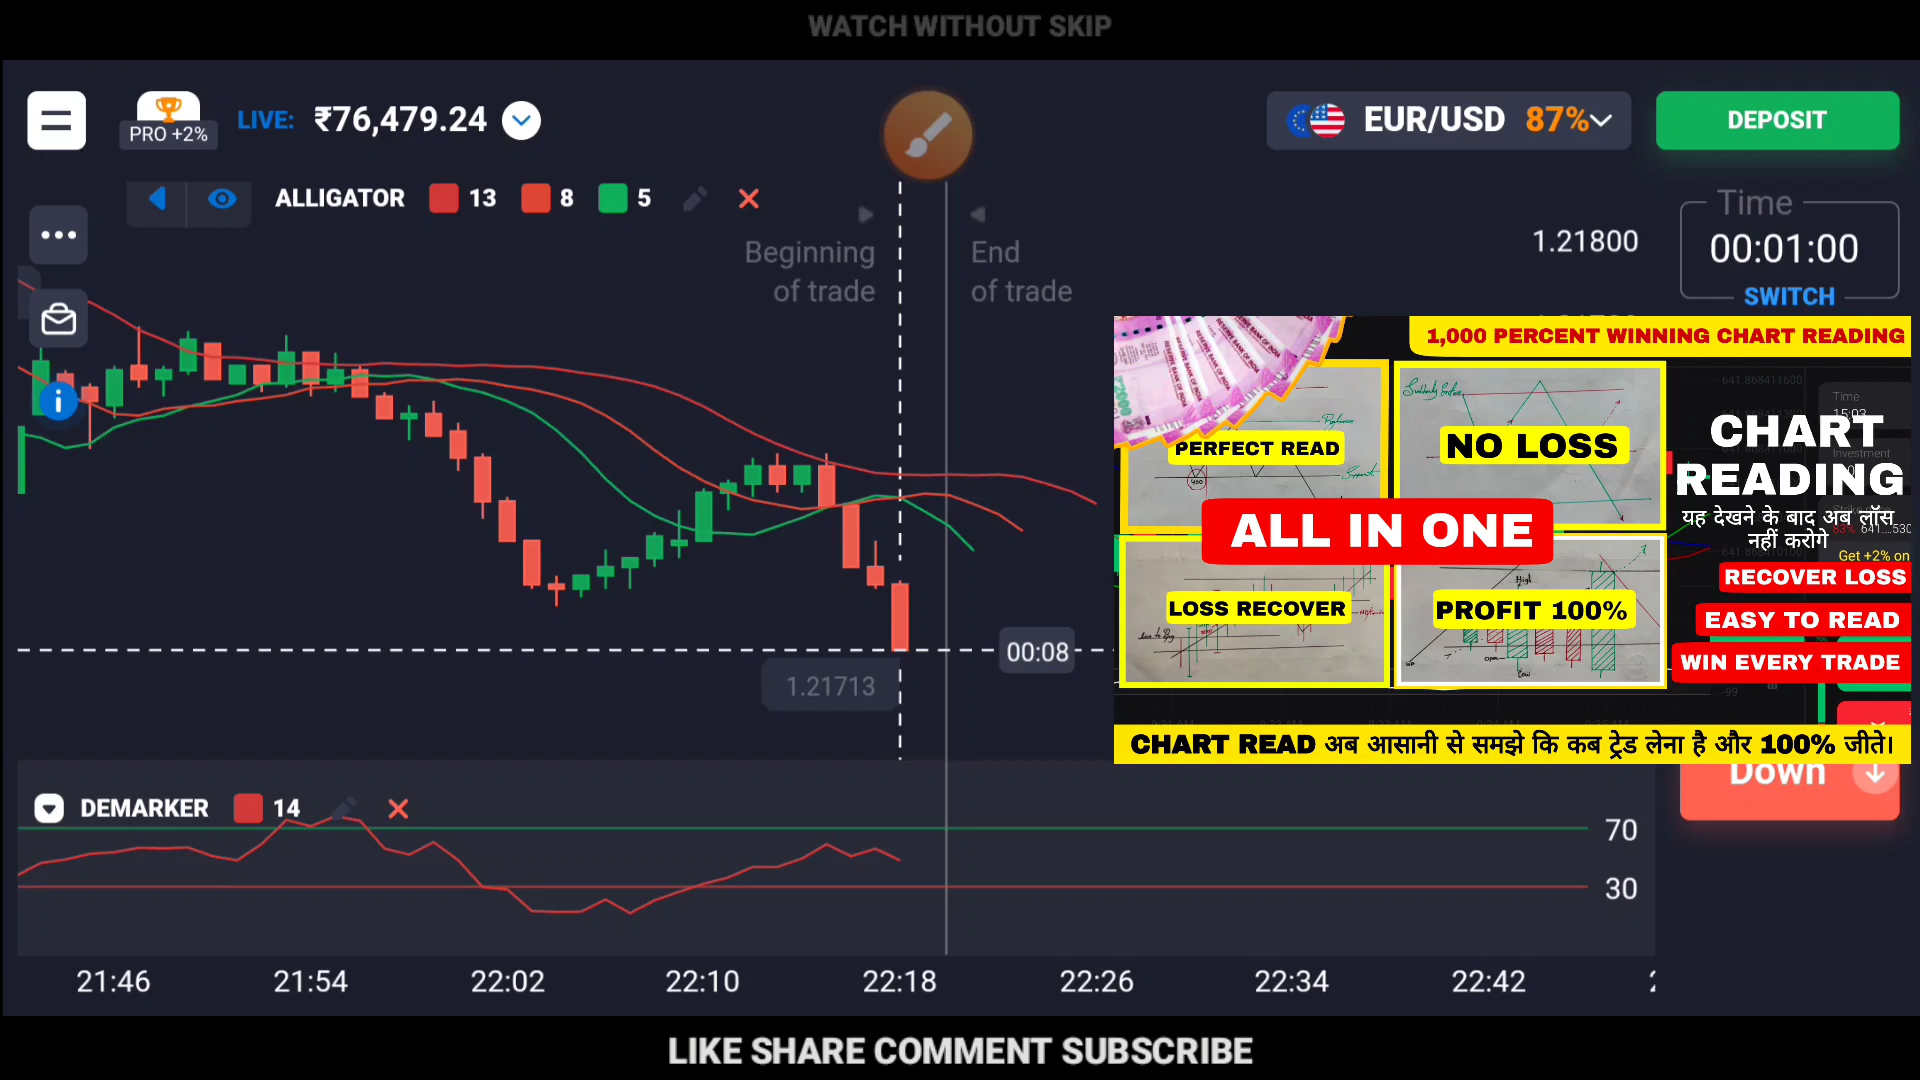 WATCH WITHOUT SKIP
PRO +2%
LIVE: ₹76,479.24
EUR/USD 87%
DEPOSIT
ALLIGATOR 13 8 5
Beginning
of trade
End
of trade
1.21800
Time
00:01:00
SWITCH
1,000 PERCENT WINNING CHART READING
PERFECT READ
NO LOSS
CHART
READING
यह देखने के बाद अब लॉस
नहीं करोगे
ALL IN ONE
Get +2% on
RECOVER LOSS
LOSS RECOVER
PROFIT 100%
EASY TO READ
WIN EVERY TRADE
CHART READ अब आसानी से समझे कि कब ट्रेड लेना है और 100% जीते।
00:08
1.21713
Down
DEMARKER 14
70
30
21:46 21:54 22:02 22:10 22:18 22:26 22:34 22:42
LIKE SHARE COMMENT SUBSCRIBE